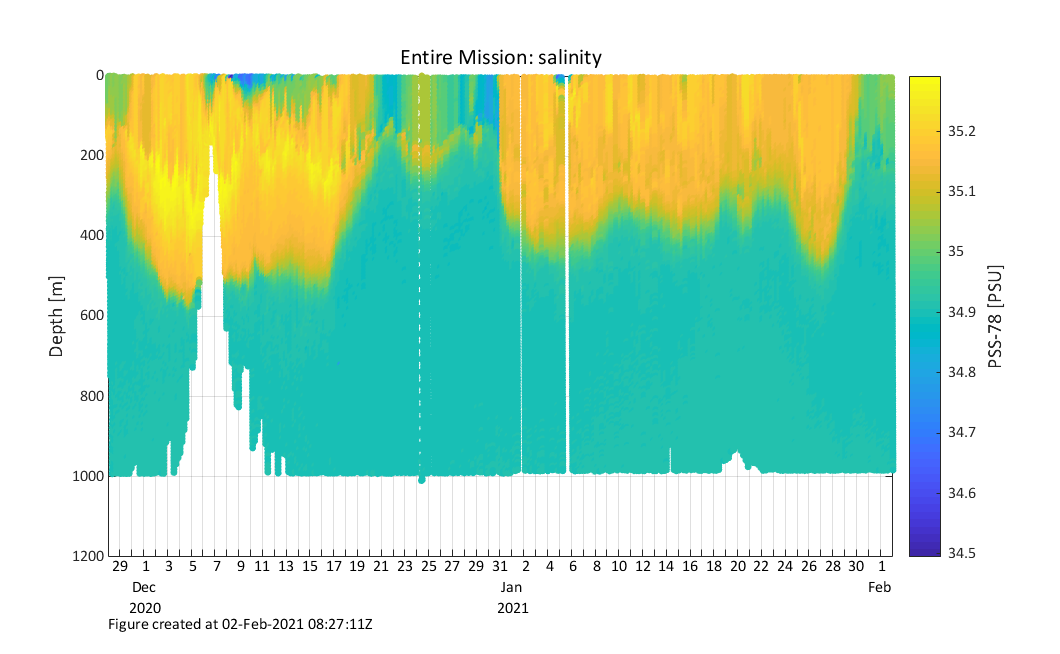 Entire Mission: salinity
0
200
400
600
800
1000
1200
Depth [m]
29 1 3 5 7 9 11 13 15 17 19 21 23 25 27 29 31 2 4 6 8 10 12 14 16 18 20 22 24 26 28 30 1
Dec Jan Feb
2020 2021
35.2
35.1
35
34.9
34.8
34.7
34.6
34.5
PSS-78 [PSU]
Figure created at 02-Feb-2021 08:27:11Z